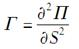 Γ = ∂²Π / ∂S²